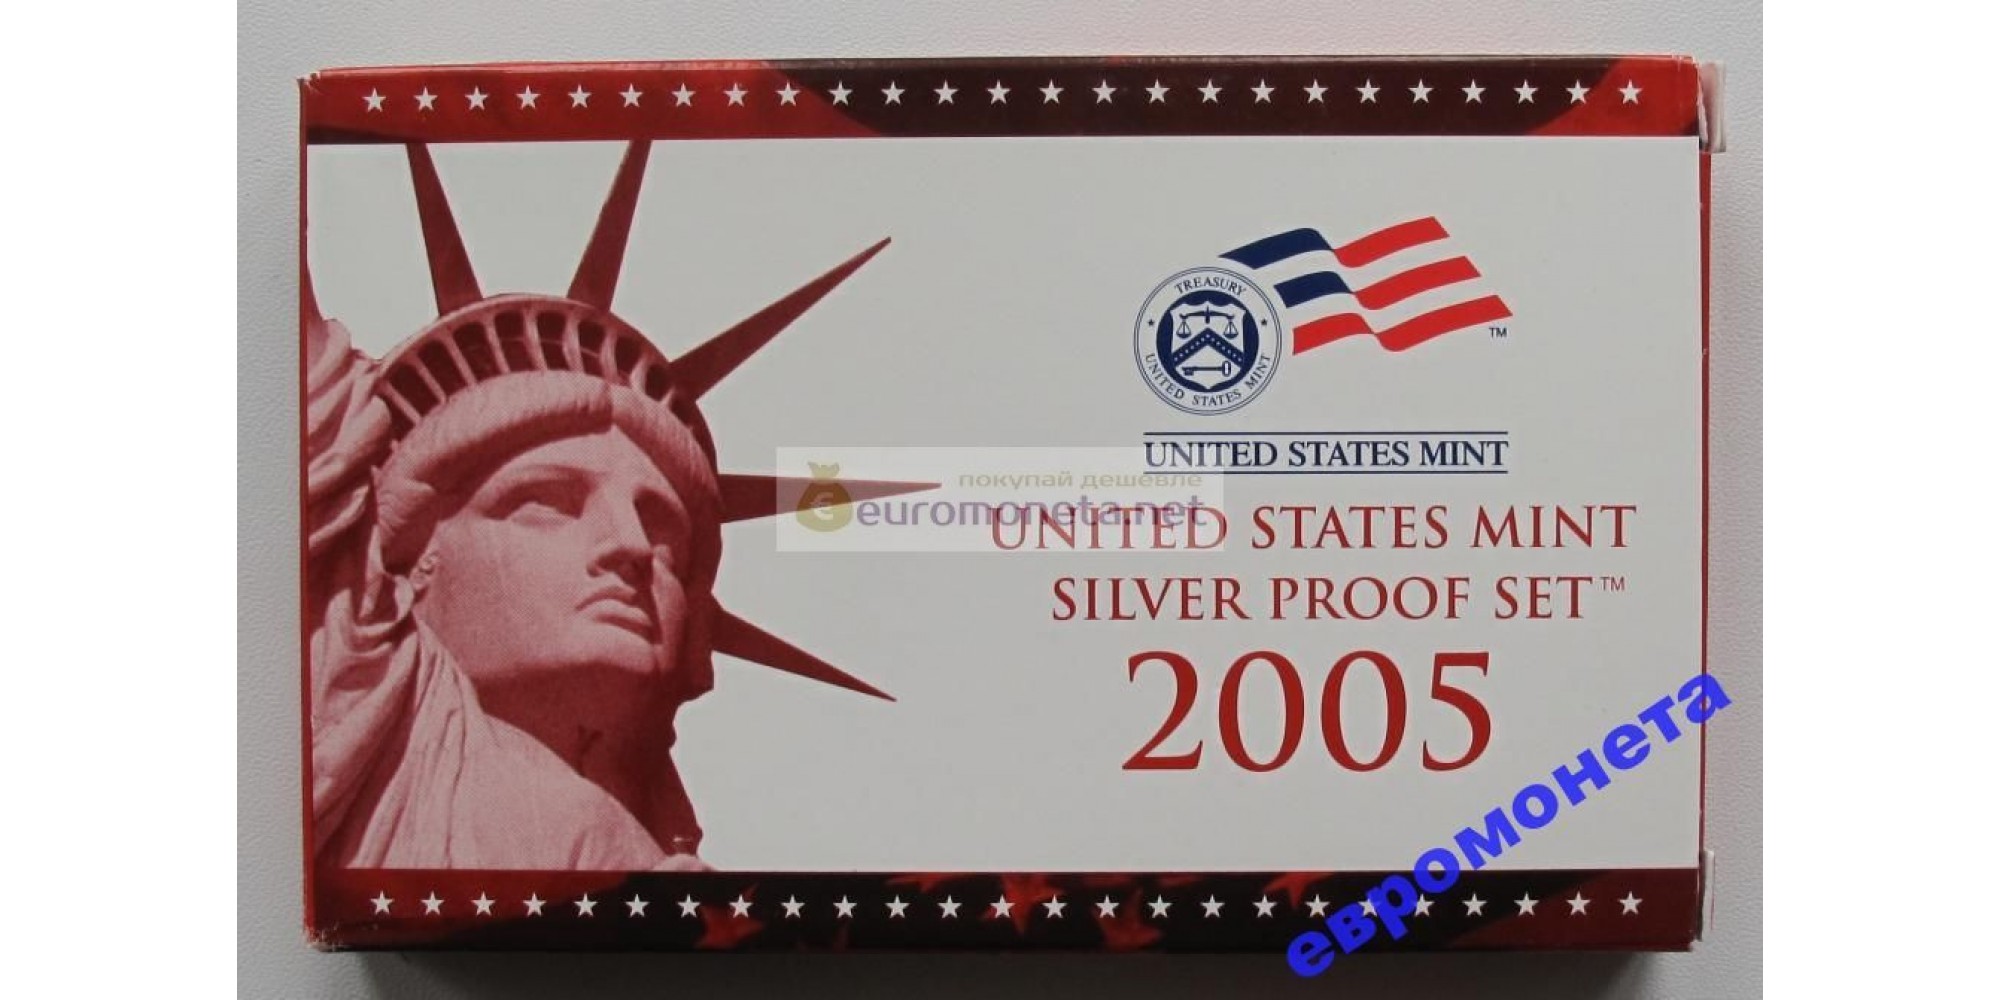 TREASURY
UNITED STATES MINT
TM
UNITED STATES MINT
покупай дешевле
euromoneta.net
UNITED STATES MINT
SILVER PROOF SET™
2005
евромонета